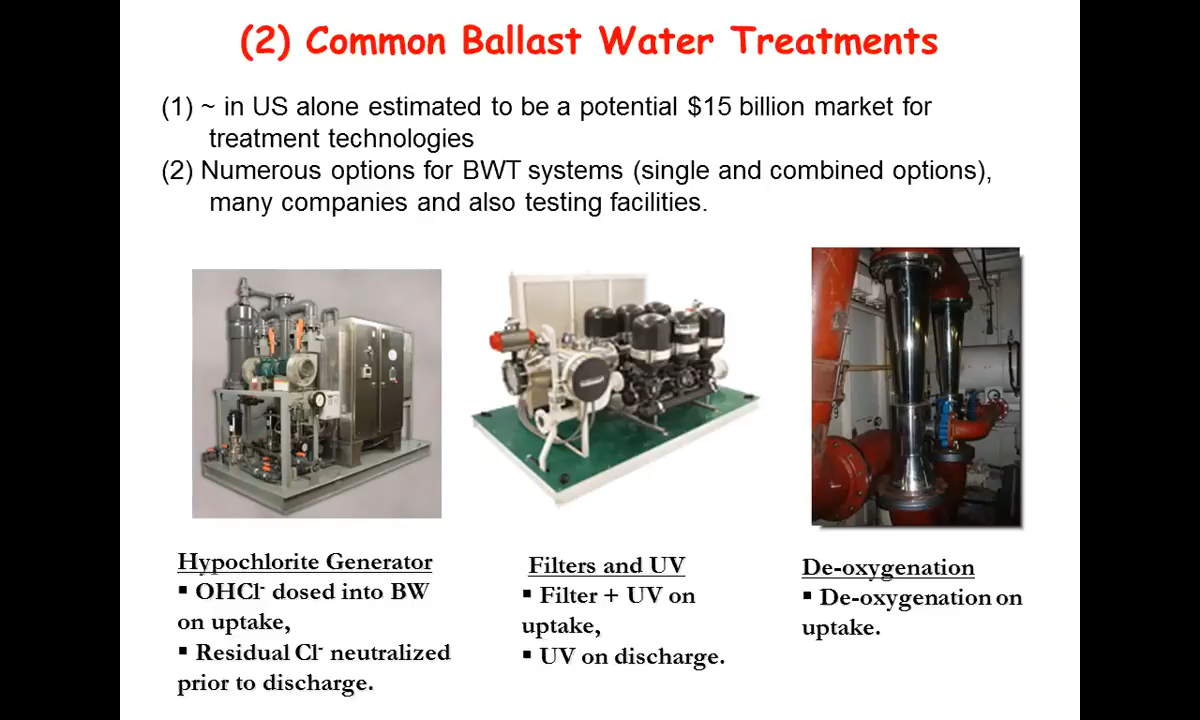 (2) Common Ballast Water Treatments
(1) ~ in US alone estimated to be a potential $15 billion market for
treatment technologies
(2) Numerous options for BWT systems (single and combined options),
many companies and also testing facilities.
Hypochlorite Generator
▪ OHCl⁻ dosed into BW
on uptake,
▪ Residual Cl⁻ neutralized
prior to discharge.
Filters and UV
▪ Filter + UV on
uptake,
▪ UV on discharge.
De-oxygenation
▪ De-oxygenation on
uptake.